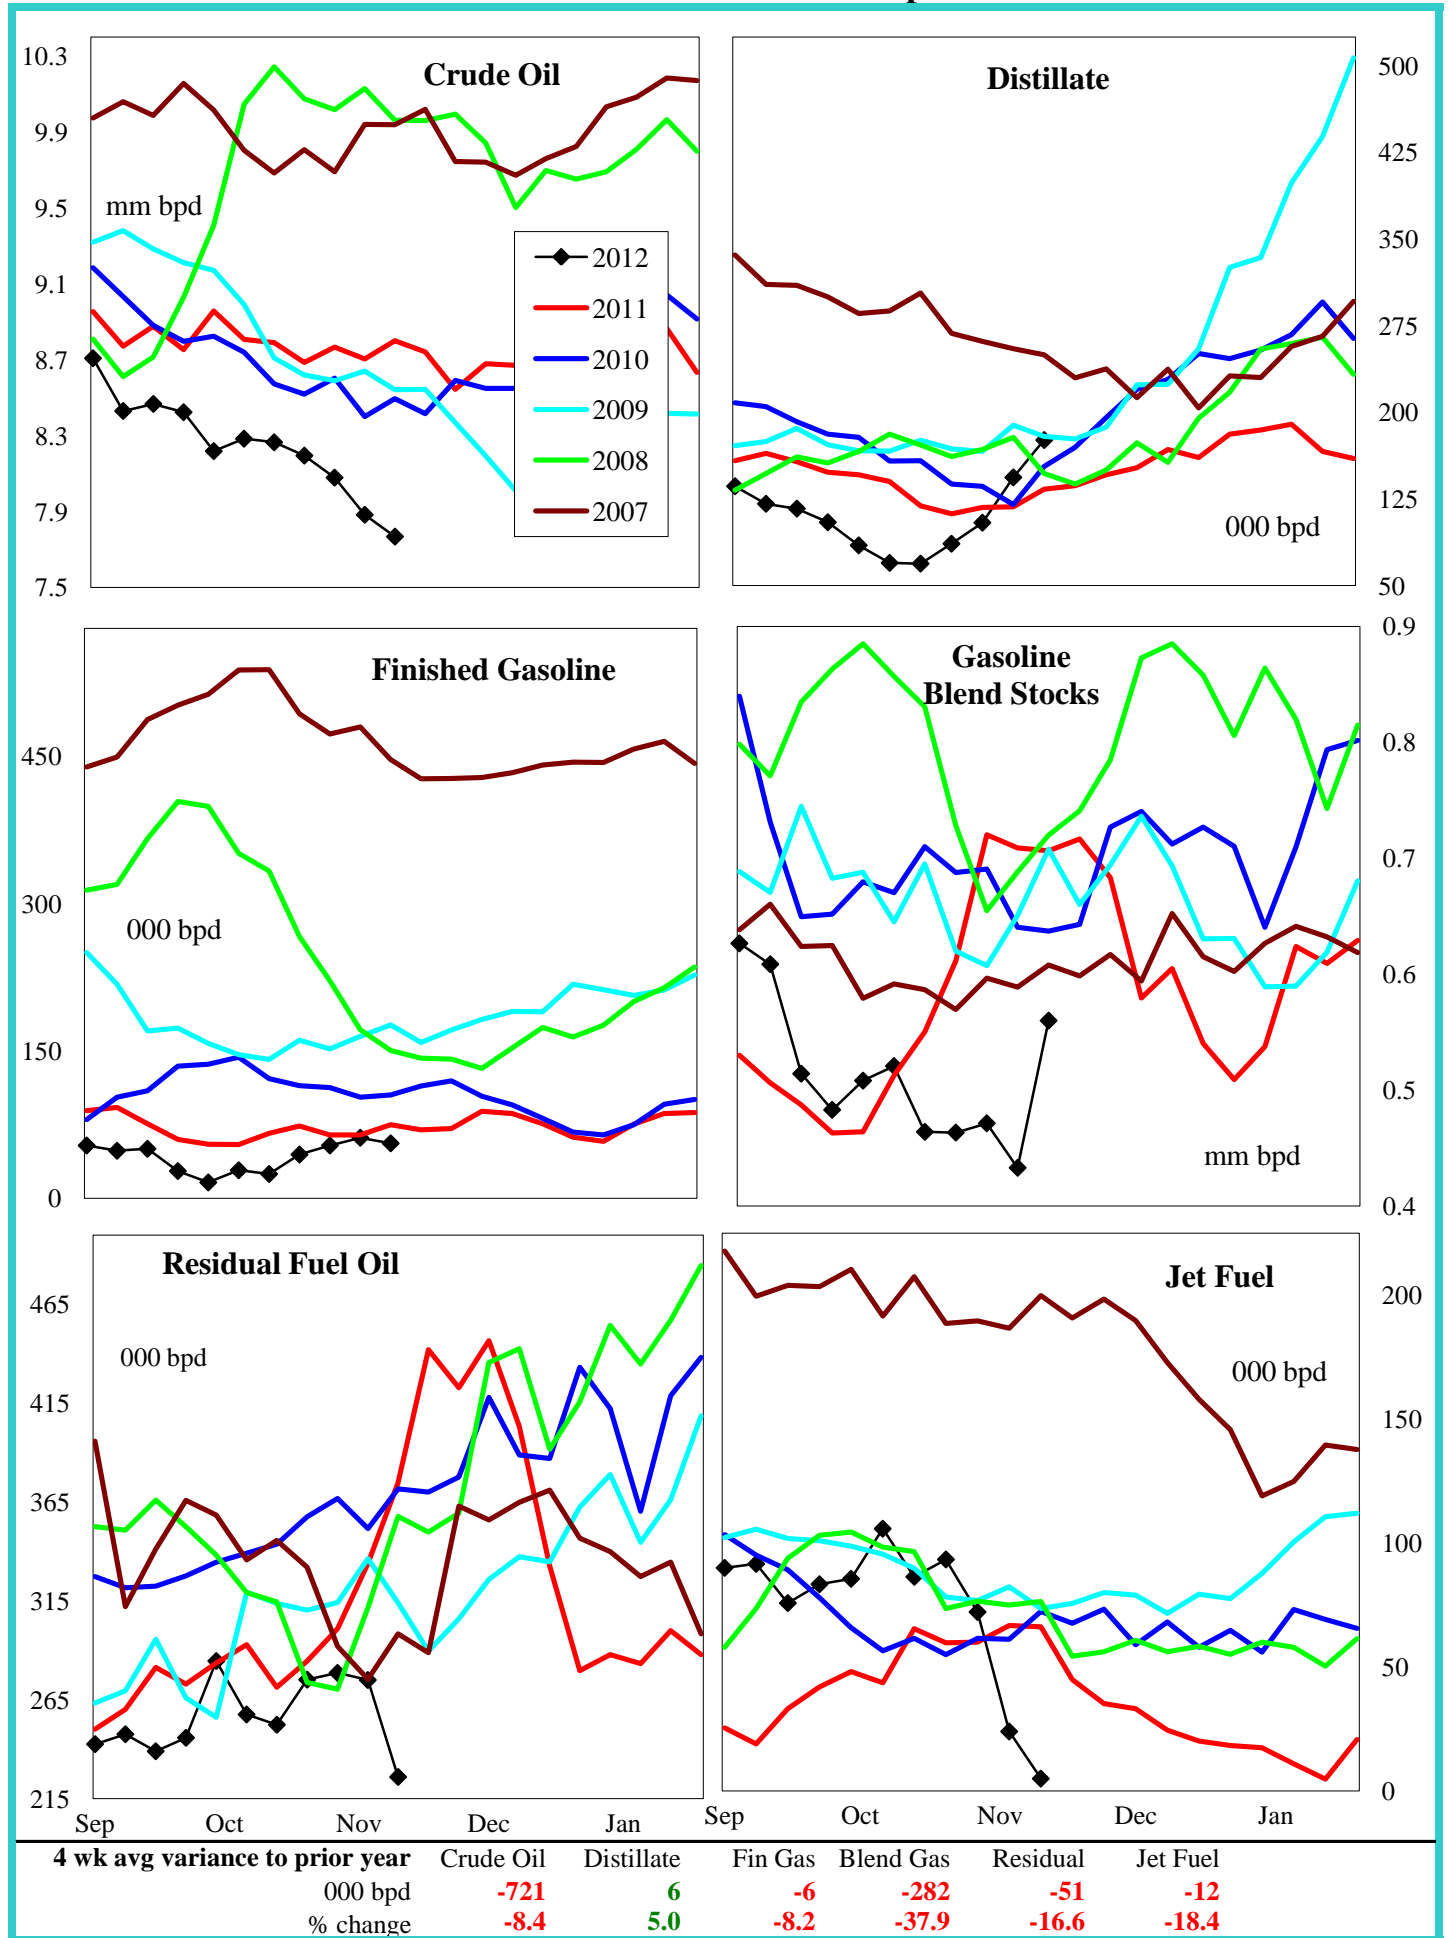 Crude Oil
mm bpd
10.3
9.9
9.5
9.1
8.7
8.3
7.9
7.5
2012
2011
2010
2009
2008
2007
Distillate
000 bpd
500
425
350
275
200
125
50
Finished Gasoline
000 bpd
450
300
150
0
Gasoline
Blend Stocks
mm bpd
0.9
0.8
0.7
0.6
0.5
0.4
Residual Fuel Oil
000 bpd
465
415
365
315
265
215
Sep Oct Nov Dec Jan
Jet Fuel
000 bpd
200
150
100
50
0
Sep Oct Nov Dec Jan
4 wk avg variance to prior year Crude Oil Distillate Fin Gas Blend Gas Residual Jet Fuel
000 bpd -721 6 -6 -282 -51 -12
% change -8.4 5.0 -8.2 -37.9 -16.6 -18.4